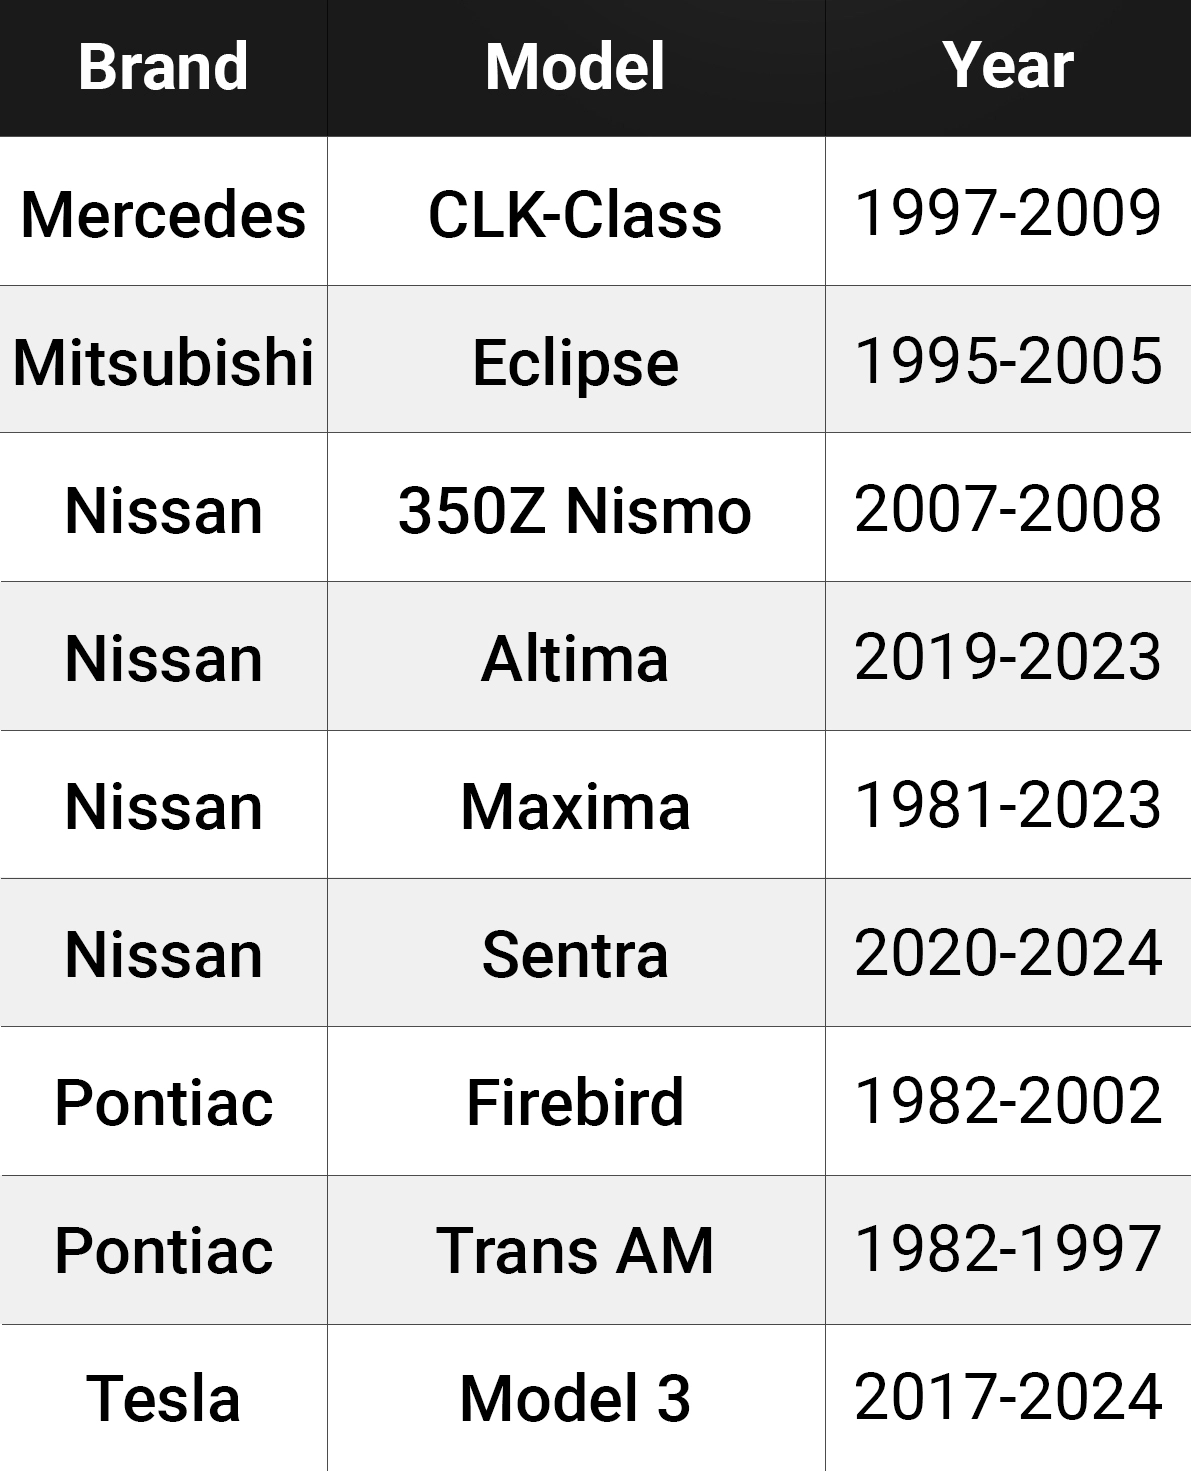 Brand Model Year
Mercedes CLK-Class 1997-2009
Mitsubishi Eclipse 1995-2005
Nissan 350Z Nismo 2007-2008
Nissan Altima 2019-2023
Nissan Maxima 1981-2023
Nissan Sentra 2020-2024
Pontiac Firebird 1982-2002
Pontiac Trans AM 1982-1997
Tesla Model 3 2017-2024